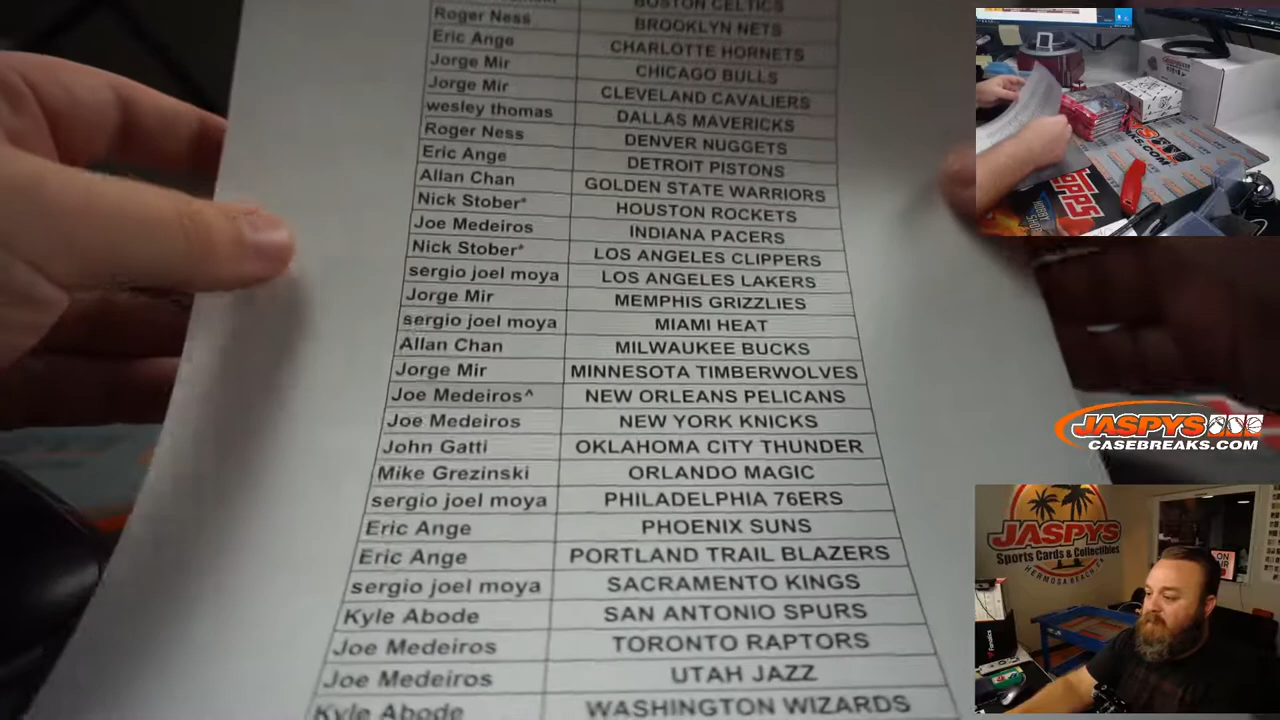 BOSTON CELTICS
Roger Ness BROOKLYN NETS
Eric Ange CHARLOTTE HORNETS
Jorge Mir CHICAGO BULLS
Jorge Mir CLEVELAND CAVALIERS
wesley thomas DALLAS MAVERICKS
Roger Ness DENVER NUGGETS
Eric Ange DETROIT PISTONS
Allan Chan GOLDEN STATE WARRIORS
Nick Stober* HOUSTON ROCKETS
Joe Medeiros INDIANA PACERS
Nick Stober* LOS ANGELES CLIPPERS
sergio joel moya LOS ANGELES LAKERS
Jorge Mir MEMPHIS GRIZZLIES
sergio joel moya MIAMI HEAT
Allan Chan MILWAUKEE BUCKS
Jorge Mir MINNESOTA TIMBERWOLVES
Joe Medeiros^ NEW ORLEANS PELICANS
Joe Medeiros NEW YORK KNICKS
John Gatti OKLAHOMA CITY THUNDER
Mike Grezinski ORLANDO MAGIC
sergio joel moya PHILADELPHIA 76ERS
Eric Ange PHOENIX SUNS
Eric Ange PORTLAND TRAIL BLAZERS
sergio joel moya SACRAMENTO KINGS
Kyle Abode SAN ANTONIO SPURS
Joe Medeiros TORONTO RAPTORS
Joe Medeiros UTAH JAZZ
Kyle Abode WASHINGTON WIZARDS
TOPPS
HOBBY
JASPYS
CASEBREAKS.COM
JASPYS
Sports Cards & Collectibles
HERMOSA BEACH, CA
ON AIR
Fanatics